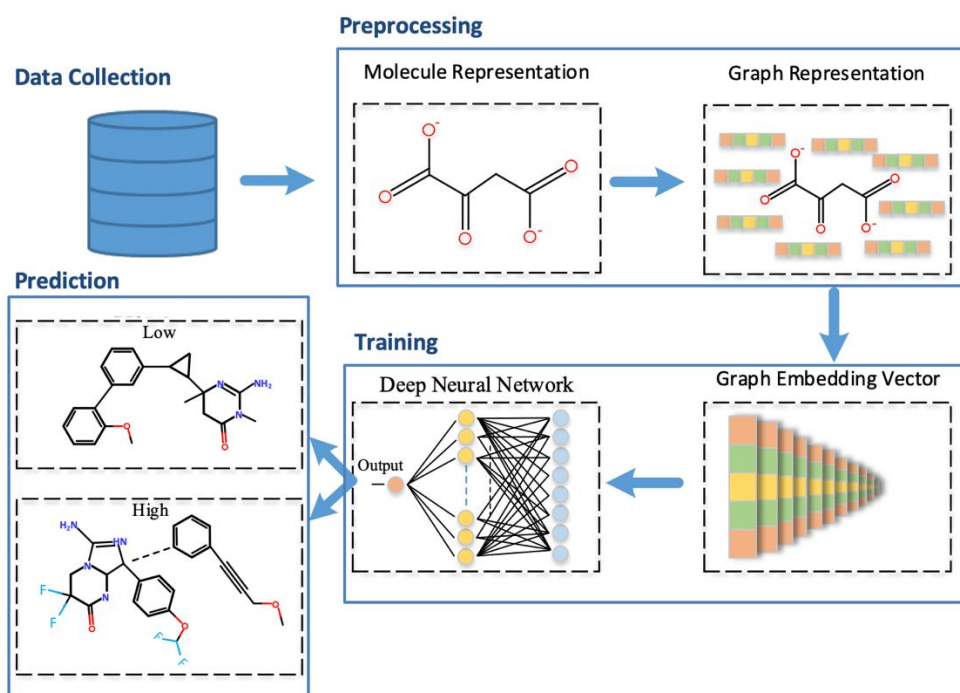 Preprocessing
Data Collection
Molecule Representation
Graph Representation
O-
O
O
O
O-
O-
O
O
O
O-
Prediction
Low
N
NH2
N
O
O
High
H2N
HN
N
N
F
F
O
O
F
F
O
Training
Deep Neural Network
Output
Graph Embedding Vector